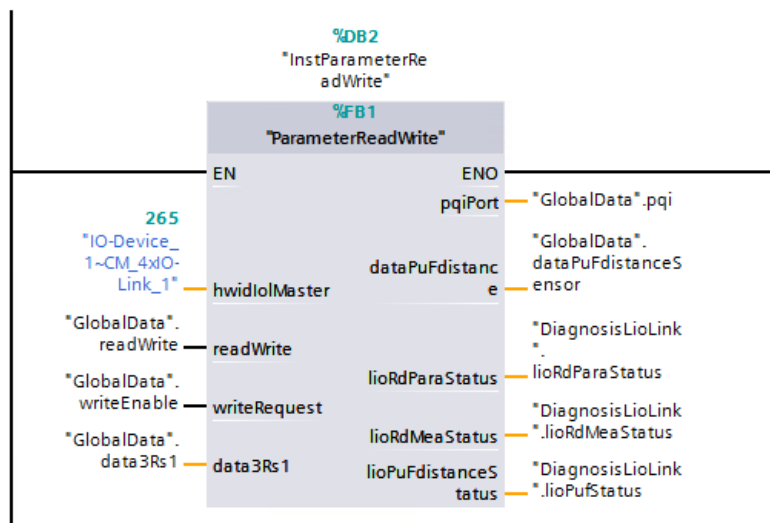 %DB2
"InstParameterRe
adWrite"
%FB1
"ParameterReadWrite"
EN
ENO
pqiPort
"GlobalData".pqi
265
"IO-Device_
1~CM_4xIO-
Link_1"
hwidIolMaster
dataPuFdistanc
e
"GlobalData".
dataPuFdistanceS
ensor
"GlobalData".
readWrite
readWrite
"DiagnosisLioLink
".
lioRdParaStatus
lioRdParaStatus
"GlobalData".
writeEnable
writeRequest
lioRdMeaStatus
"DiagnosisLioLink
".lioRdMeaStatus
"GlobalData".
data3Rs1
data3Rs1
lioPuFdistanceS
tatus
"DiagnosisLioLink
".lioPufStatus